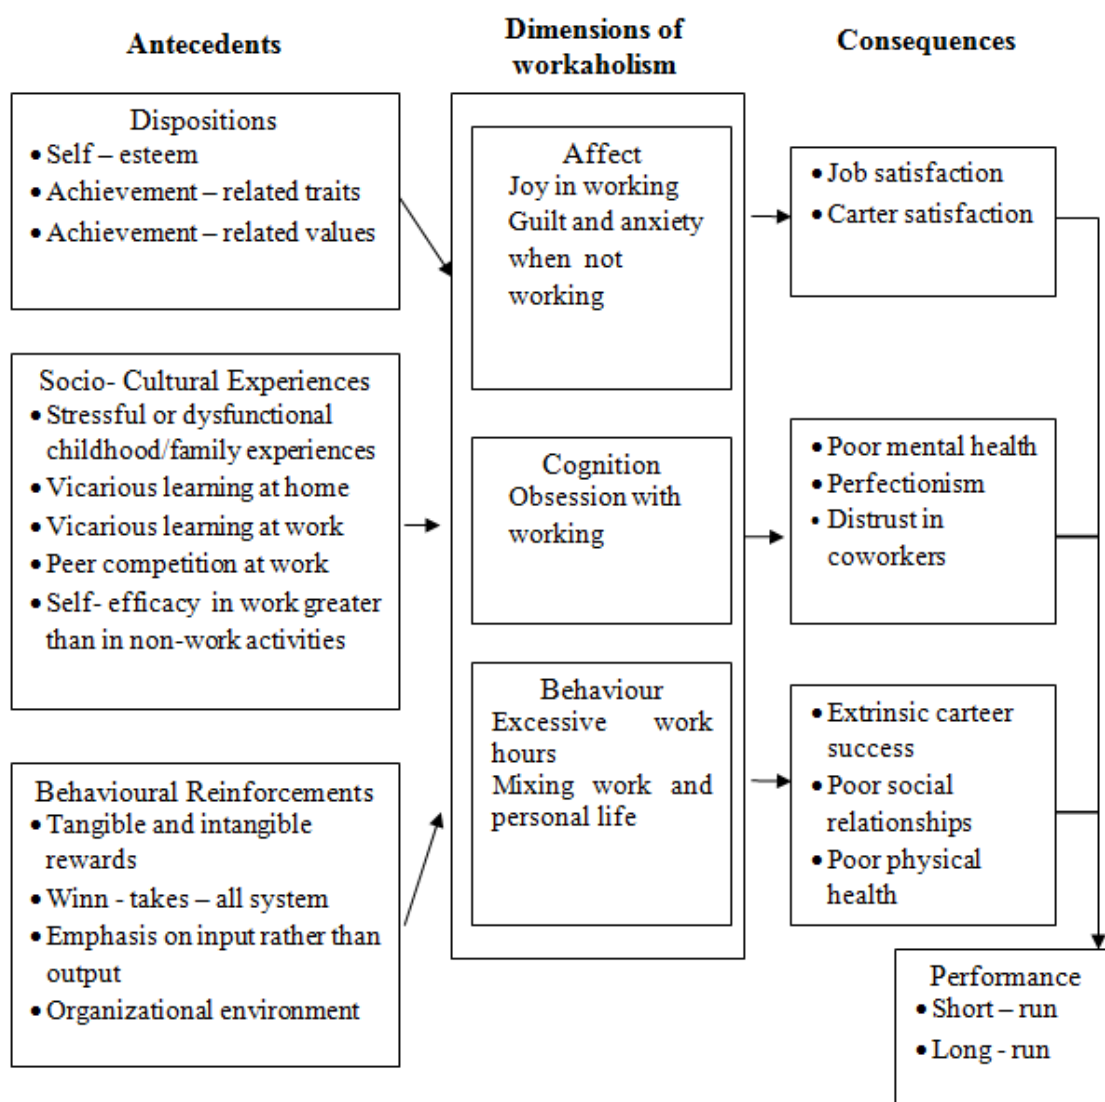 Antecedents
Dispositions
• Self – esteem
• Achievement – related traits
• Achievement – related values
Socio- Cultural Experiences
• Stressful or dysfunctional
childhood/family experiences
• Vicarious learning at home
• Vicarious learning at work
• Peer competition at work
• Self- efficacy in work greater
than in non-work activities
Behavioural Reinforcements
• Tangible and intangible
rewards
• Winn - takes – all system
• Emphasis on input rather than
output
• Organizational environment
Dimensions of
workaholism
Affect
Joy in working
Guilt and anxiety
when not
working
Cognition
Obsession with
working
Behaviour
Excessive work
hours
Mixing work and
personal life
Consequences
• Job satisfaction
• Carter satisfaction
• Poor mental health
• Perfectionism
• Distrust in
coworkers
• Extrinsic carteer
success
• Poor social
relationships
• Poor physical
health
Performance
• Short – run
• Long - run